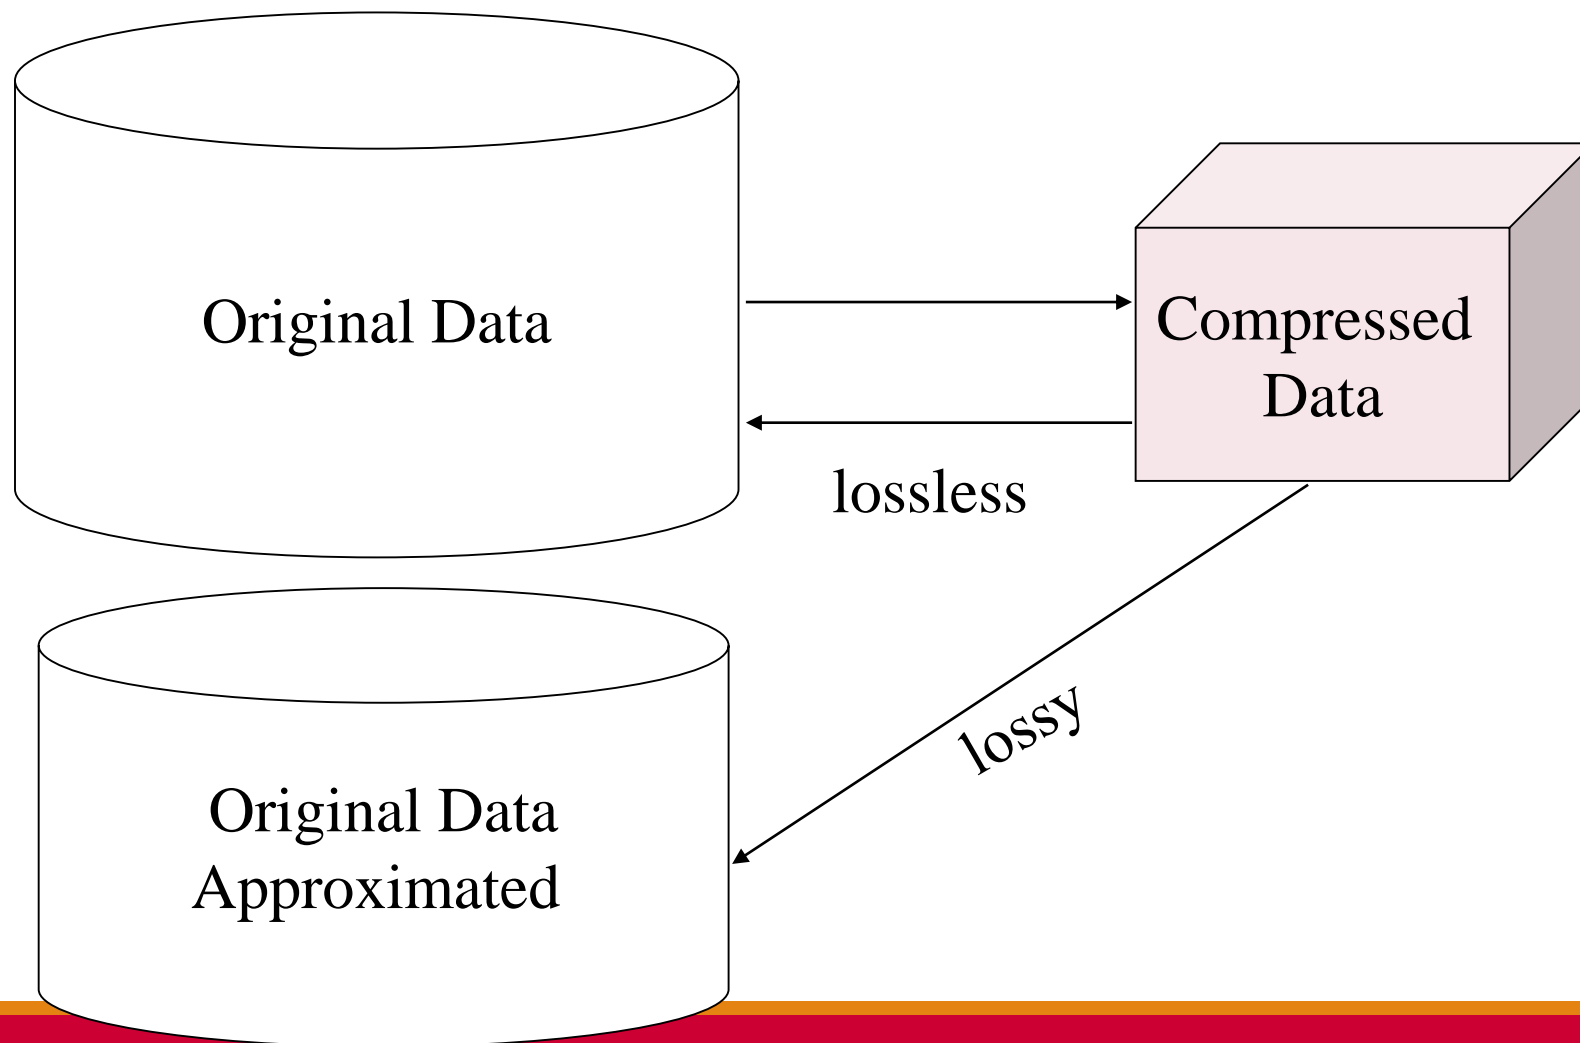 Original Data
Compressed
Data
lossless
lossy
Original Data
Approximated